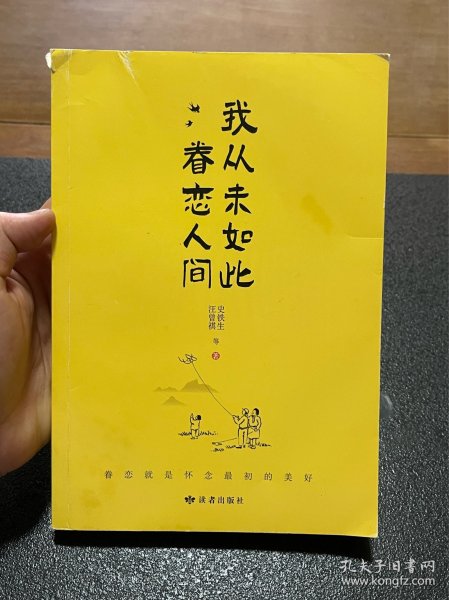 我从未如此
眷恋人间
史铁生
汪曾祺
等
著
眷恋就是怀念最初的美好
读者出版社
孔夫子旧书网
www.kongfz.com